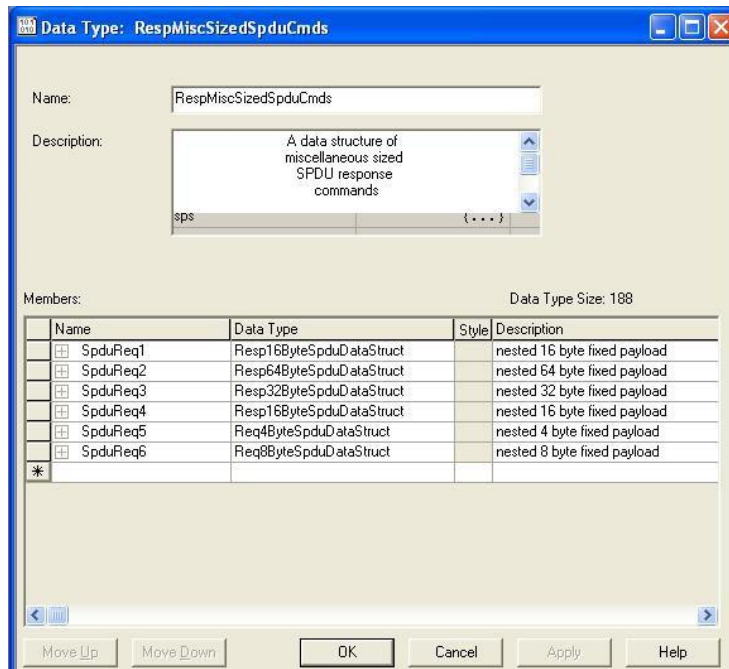 Data Type: RespMiscSizedSpduCmds
Name: RespMiscSizedSpduCmds
Description: A data structure of
miscellaneous sized
SPDU response
commands
sps {...}
Members: Data Type Size: 188
Name Data Type Style Description
SpduReq1 Resp16ByteSpduDataStruct nested 16 byte fixed payload
SpduReq2 Resp64ByteSpduDataStruct nested 64 byte fixed payload
SpduReq3 Resp32ByteSpduDataStruct nested 32 byte fixed payload
SpduReq4 Resp16ByteSpduDataStruct nested 16 byte fixed payload
SpduReq5 Req4ByteSpduDataStruct nested 4 byte fixed payload
SpduReq6 Req8ByteSpduDataStruct nested 8 byte fixed payload
Move Up Move Down OK Cancel Apply Help